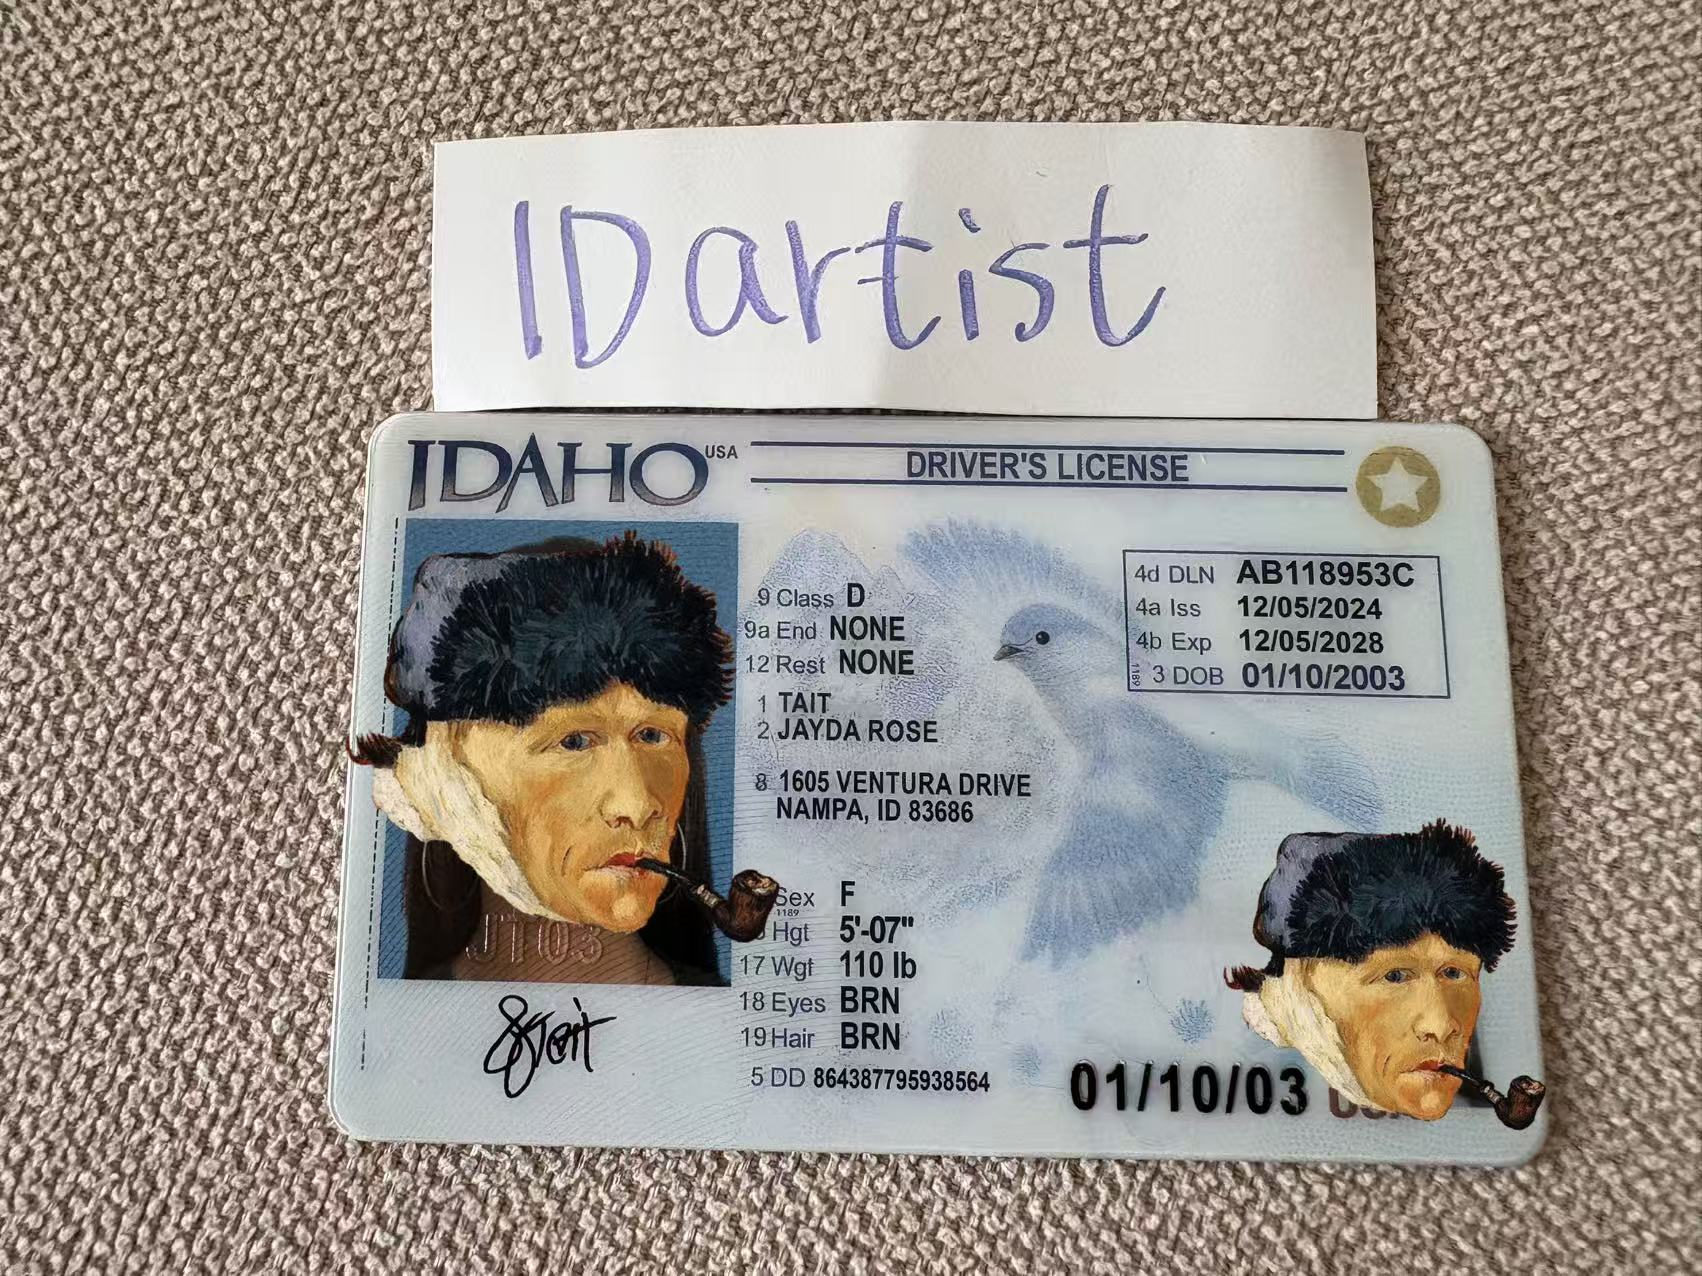 IDartist
IDAHO USA
DRIVER'S LICENSE
4d DLN AB118953C
4a Iss 12/05/2024
4b Exp 12/05/2028
3 DOB 01/10/2003
1189
9 Class D
9a End NONE
12 Rest NONE
1 TAIT
2 JAYDA ROSE
8 1605 VENTURA DRIVE
NAMPA, ID 83686
Sex F
1189
Hgt 5'-07"
17 Wgt 110 lb
18 Eyes BRN
19 Hair BRN
5 DD 864387795938564
JT03
01/10/03